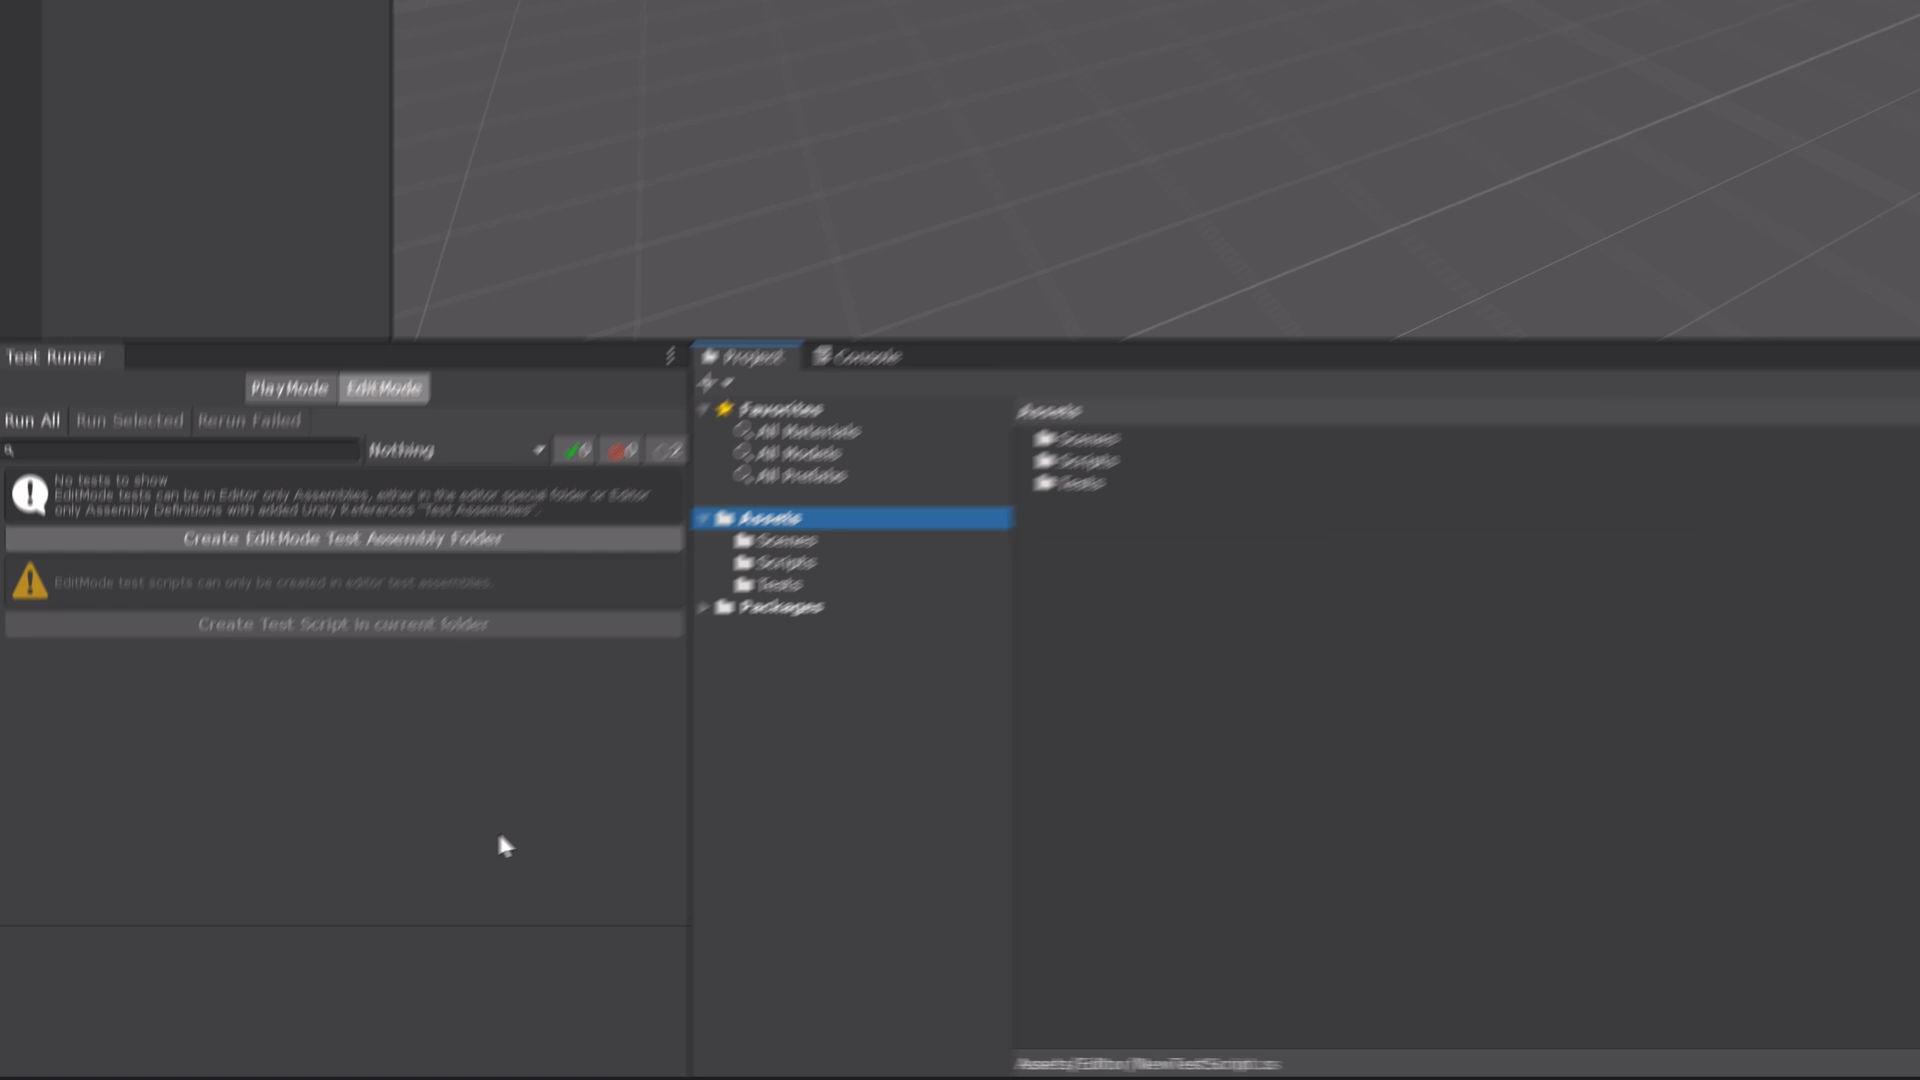 Test Runner
PlayMode EditMode
Run All Run Selected Rerun Failed
Nothing
No tests to show
EditMode tests can be in Editor only Assemblies, either in the editor special folder or Editor
only Assembly Definitions with added Unity References "Test Assemblies".
Create EditMode Test Assembly Folder
EditMode test scripts can only be created in editor test assemblies.
Create Test Script in current folder
Project Console
Favorites
All Materials
All Models
All Prefabs
Assets
Scenes
Scripts
Tests
Packages
Assets
Scenes
Scripts
Tests
Assets/Editor/NewTestScript.cs